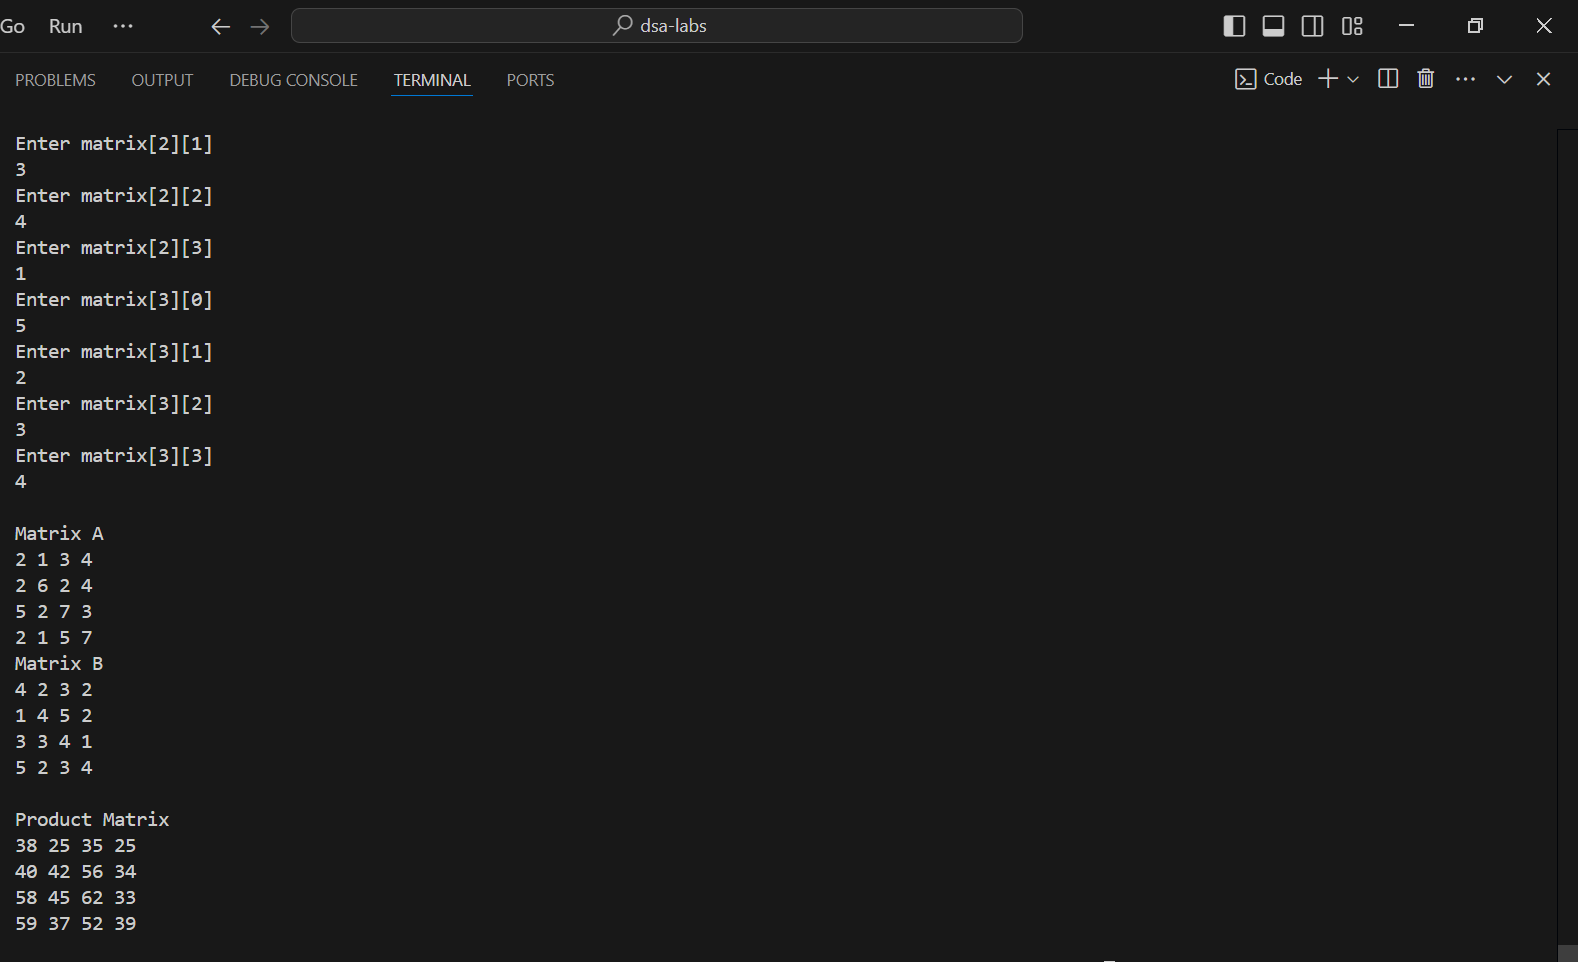 Go Run ... dsa-labs
PROBLEMS OUTPUT DEBUG CONSOLE TERMINAL PORTS Code
Enter matrix[2][1]
3
Enter matrix[2][2]
4
Enter matrix[2][3]
1
Enter matrix[3][0]
5
Enter matrix[3][1]
2
Enter matrix[3][2]
3
Enter matrix[3][3]
4
Matrix A
2 1 3 4
2 6 2 4
5 2 7 3
2 1 5 7
Matrix B
4 2 3 2
1 4 5 2
3 3 4 1
5 2 3 4
Product Matrix
38 25 35 25
40 42 56 34
58 45 62 33
59 37 52 39